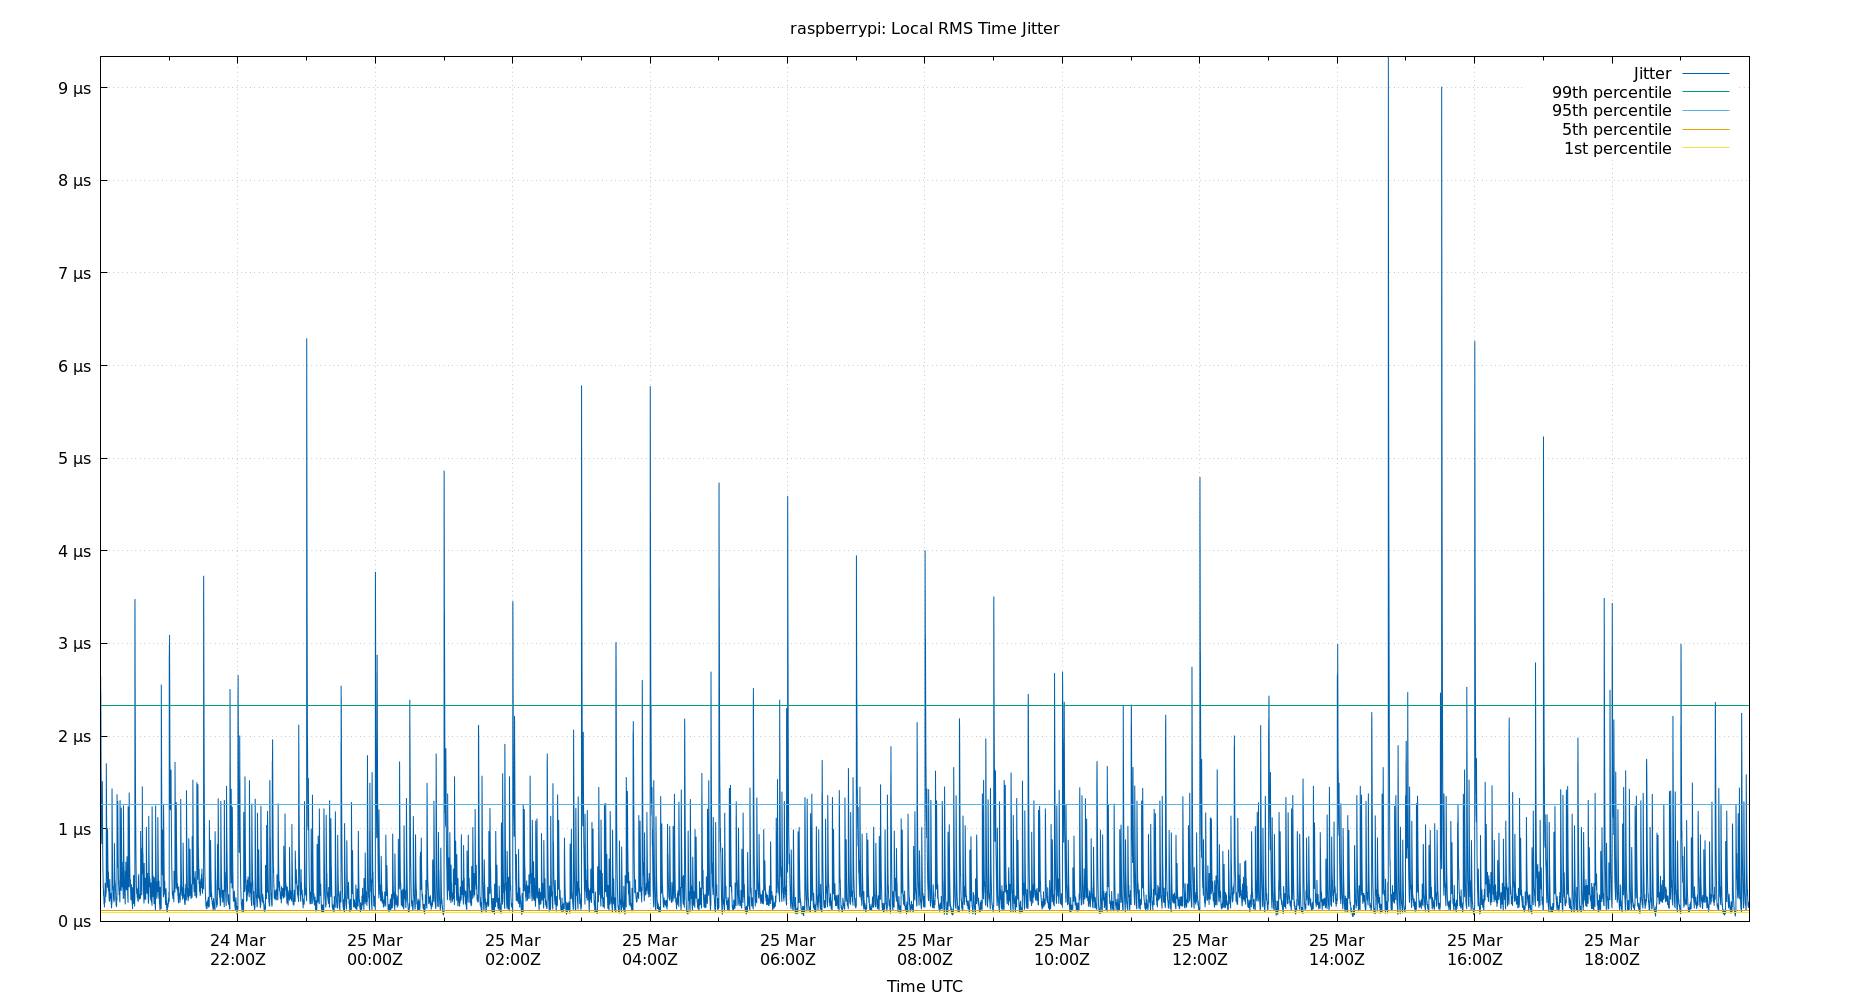 raspberrypi: Local RMS Time Jitter
Jitter
99th percentile
95th percentile
5th percentile
1st percentile
9 µs
8 µs
7 µs
6 µs
5 µs
4 µs
3 µs
2 µs
1 µs
0 µs
24 Mar 25 Mar 25 Mar 25 Mar 25 Mar 25 Mar 25 Mar 25 Mar 25 Mar 25 Mar 25 Mar
22:00Z 00:00Z 02:00Z 04:00Z 06:00Z 08:00Z 10:00Z 12:00Z 14:00Z 16:00Z 18:00Z
Time UTC